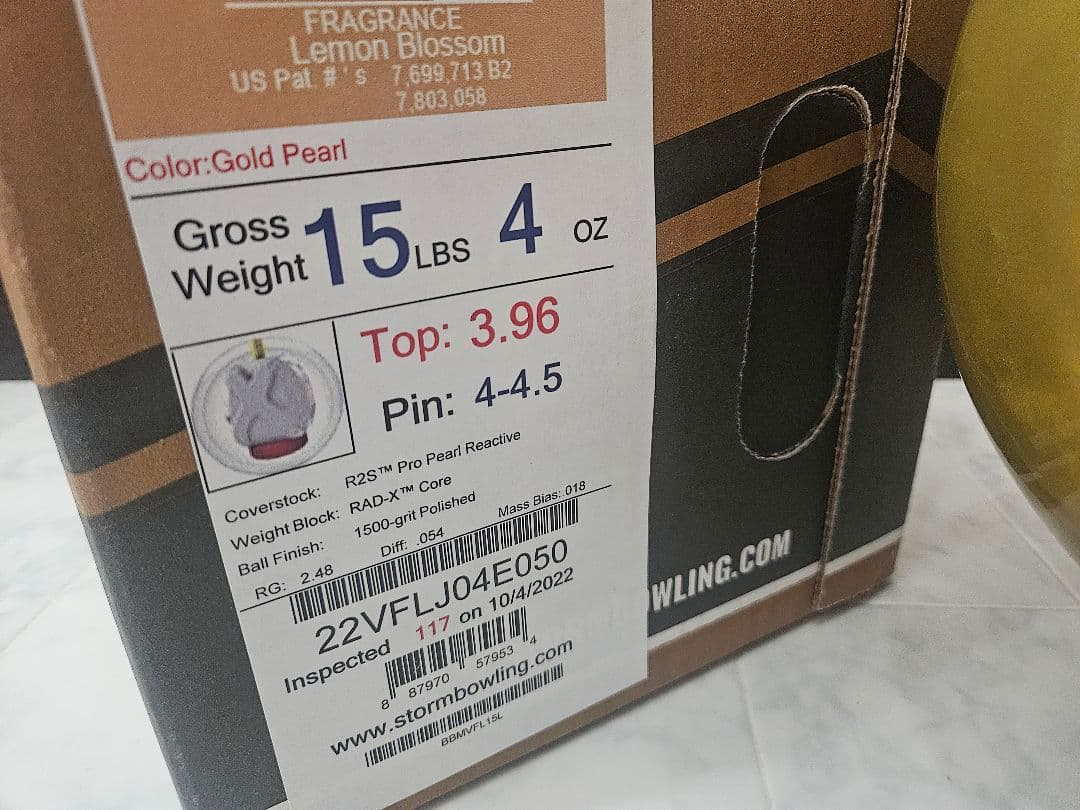 FRAGRANCE
Lemon Blossom
US Pat. #'s 7,699,713 B2
7,803,058
Color:Gold Pearl
Gross Weight 15 LBS 4 oz
Top: 3.96
Pin: 4-4.5
Coverstock: R2S™ Pro Pearl Reactive
Weight Block: RAD-X™ Core
Ball Finish: 1500-grit Polished
RG: 2.48 Diff: .054 Mass Bias:.018
22VFLJ04E050
Inspected 117 on 10/4/2022
8 87970 57953 4
www.stormbowling.com
BBMVFL15L
WLING.COM